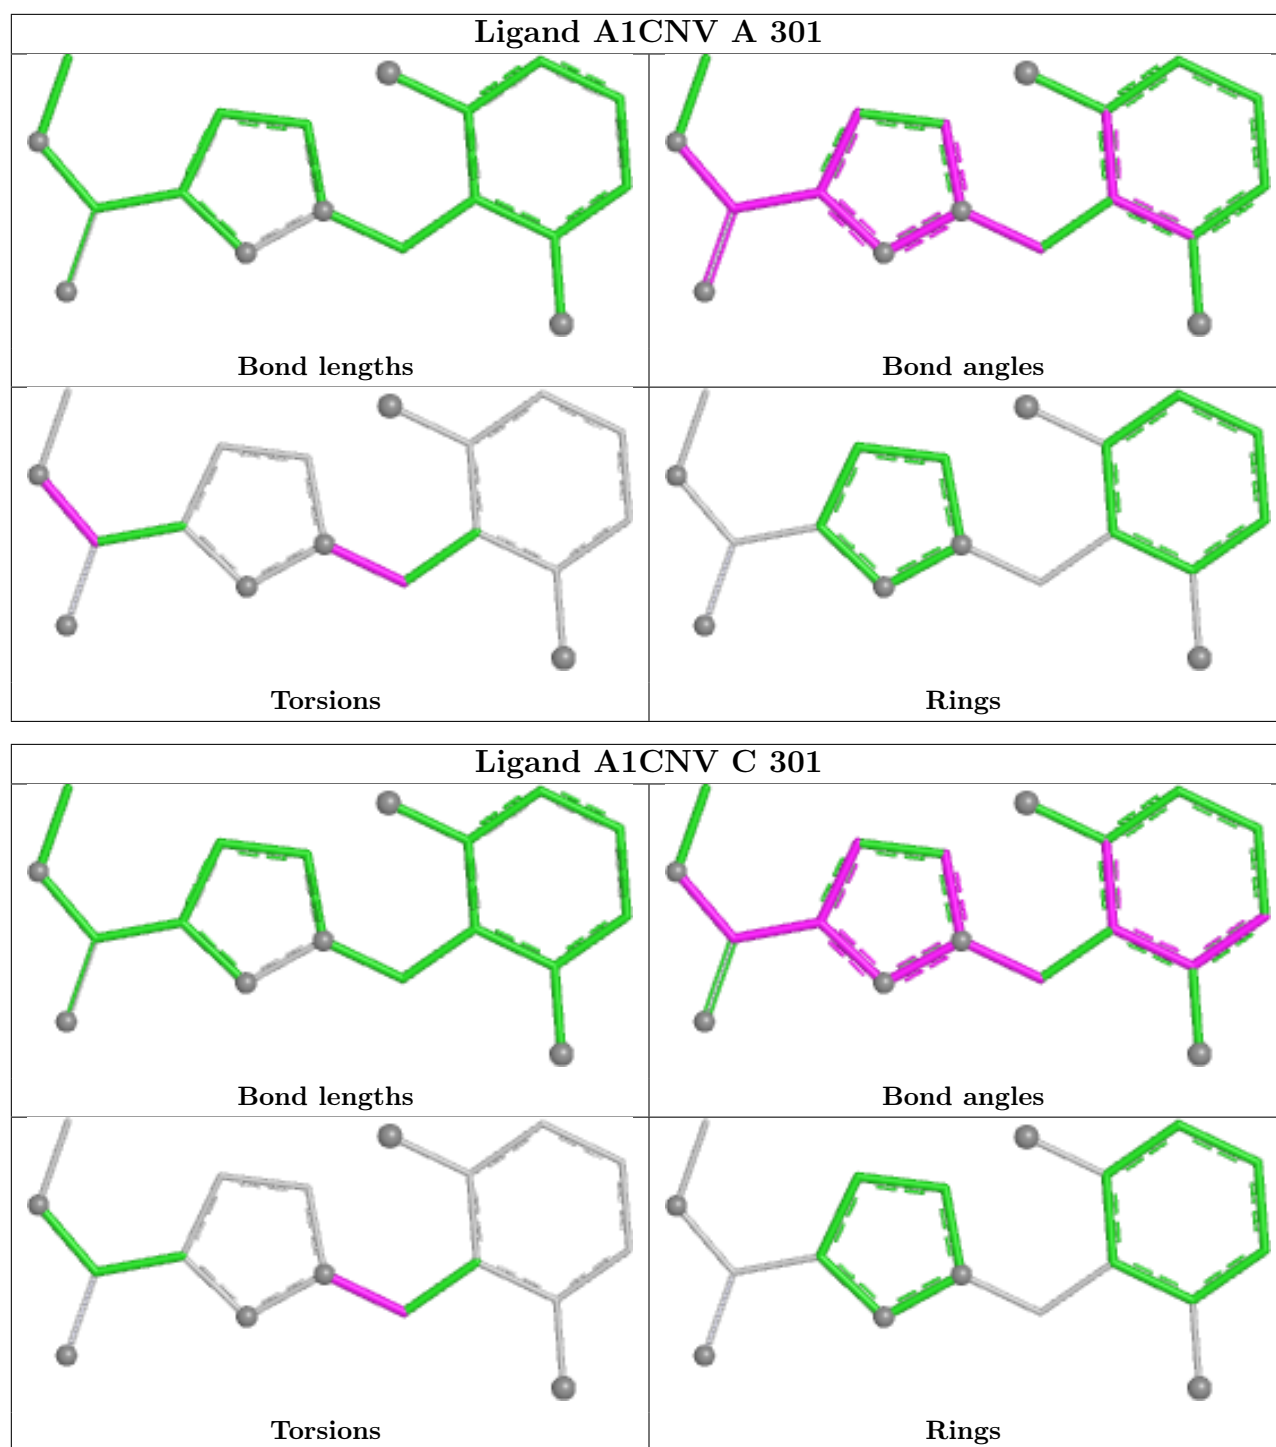 Ligand A1CNV A 301
Bond lengths
Bond angles
Torsions
Rings
Ligand A1CNV C 301
Bond lengths
Bond angles
Torsions
Rings